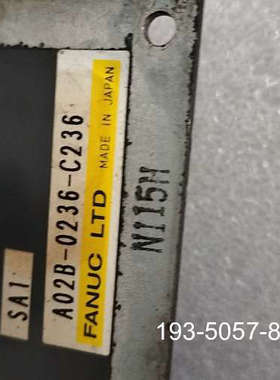 A02B-0236-C236
FANUC LTD MADE IN JAPAN
SA1
N115H
193-5057-8